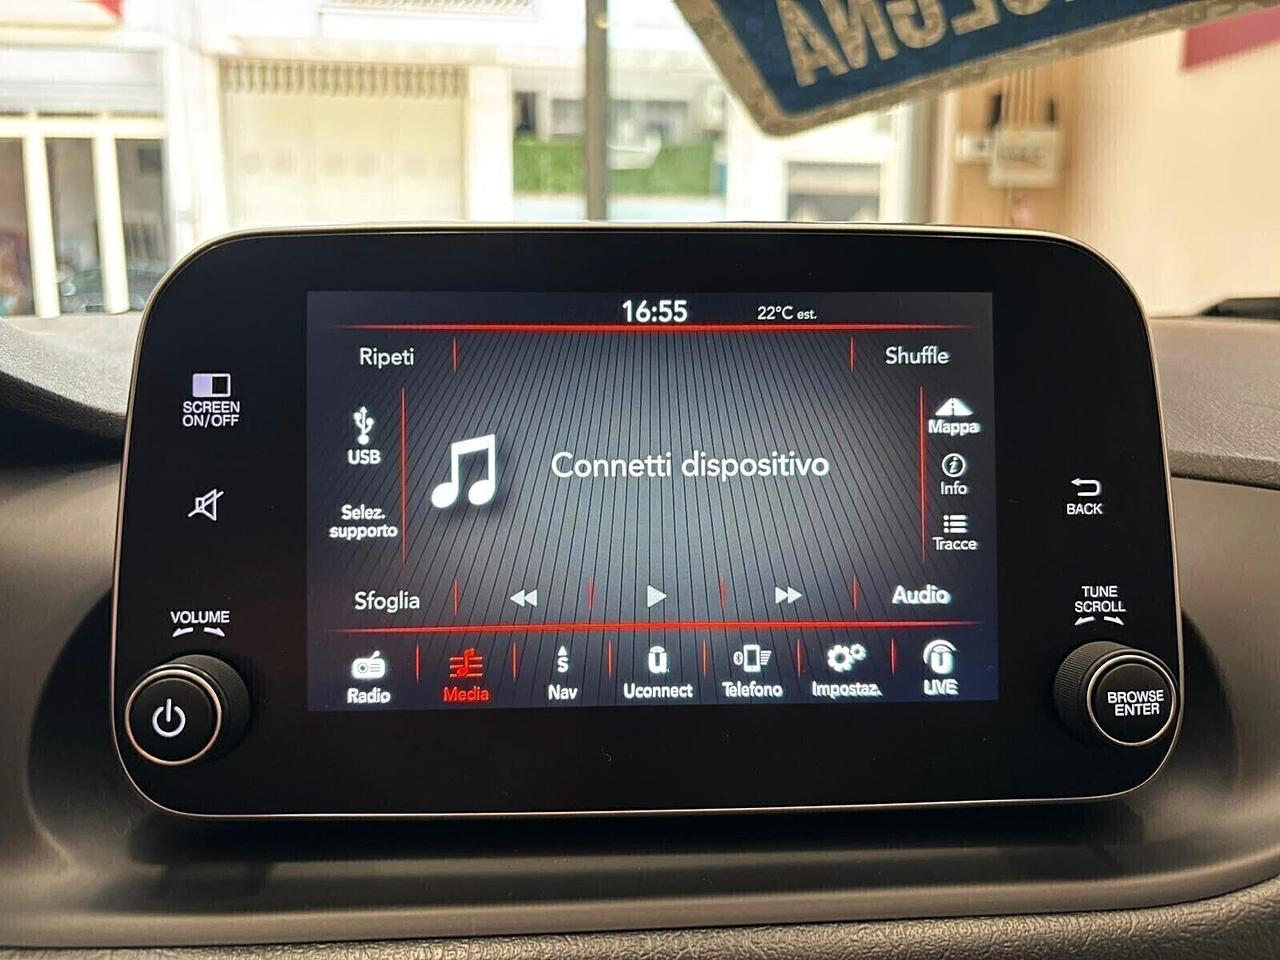 SEGNA
16:55
22°C est.
Ripeti
Shuffle
SCREEN
ON/OFF
USB
Selez.
supporto
Connetti dispositivo
Mappa
Info
Tracce
BACK
VOLUME
Sfoglia
Audio
TUNE
SCROLL
Radio
Media
S
Nav
Uconnect
Telefono
Impostaz.
LIVE
BROWSE
ENTER